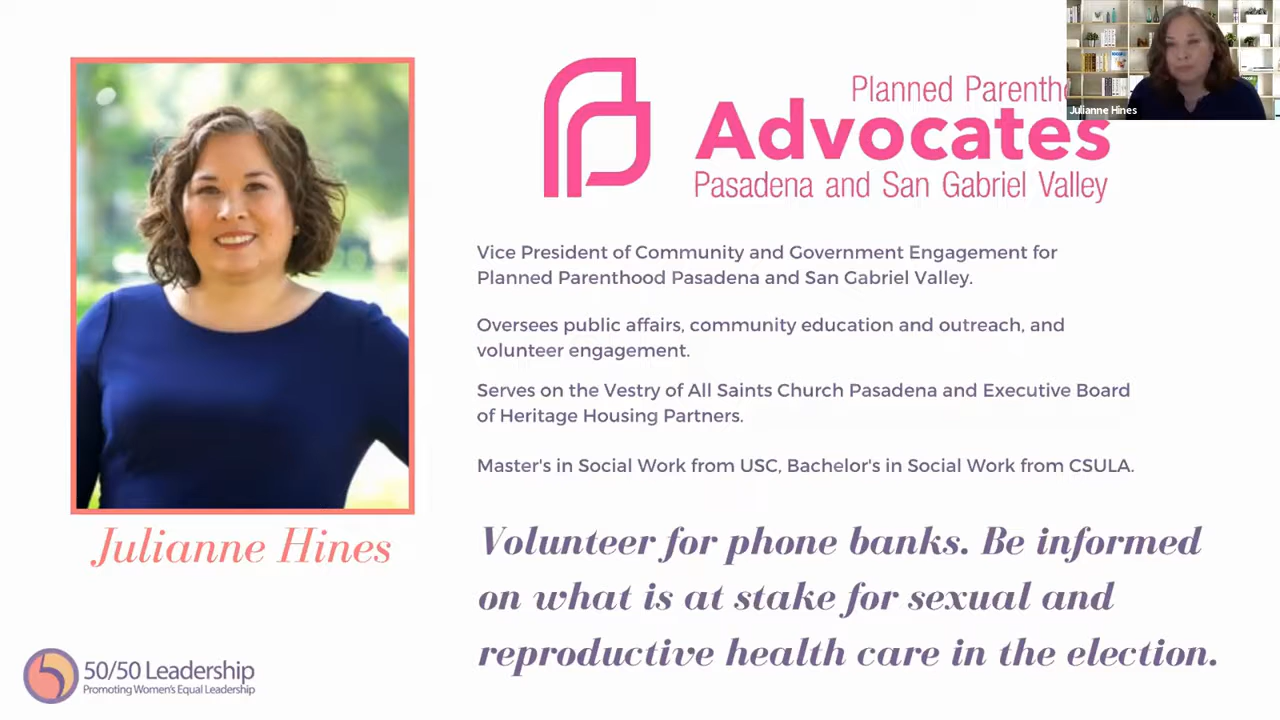 Planned Parentho
Advocates
Pasadena and San Gabriel Valley
Julianne Hines
Vice President of Community and Government Engagement for
Planned Parenthood Pasadena and San Gabriel Valley.
Oversees public affairs, community education and outreach, and
volunteer engagement.
Serves on the Vestry of All Saints Church Pasadena and Executive Board
of Heritage Housing Partners.
Master's in Social Work from USC, Bachelor's in Social Work from CSULA.
Julianne Hines
Volunteer for phone banks. Be informed
on what is at stake for sexual and
reproductive health care in the election.
50/50 Leadership
Promoting Women's Equal Leadership